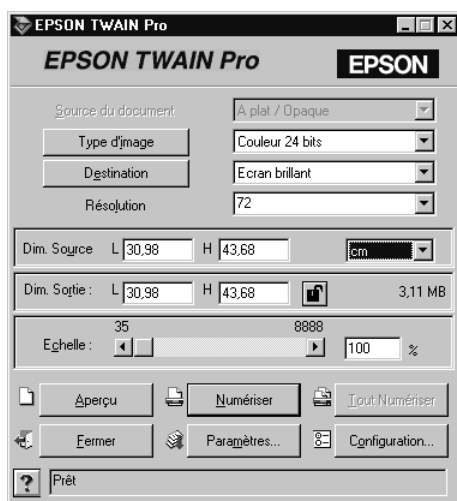 EPSON TWAIN Pro
EPSON TWAIN Pro EPSON
Source du document A plat / Opaque
Type d'image Couleur 24 bits
Destination Ecran brillant
Résolution 72
Dim. Source L 30,98 H 43,68 cm
Dim. Sortie : L 30,98 H 43,68 3,11 MB
35 8888
Echelle : 100 %
Aperçu Numériser Tout Numériser
Fermer Paramètres... Configuration...
? Prêt